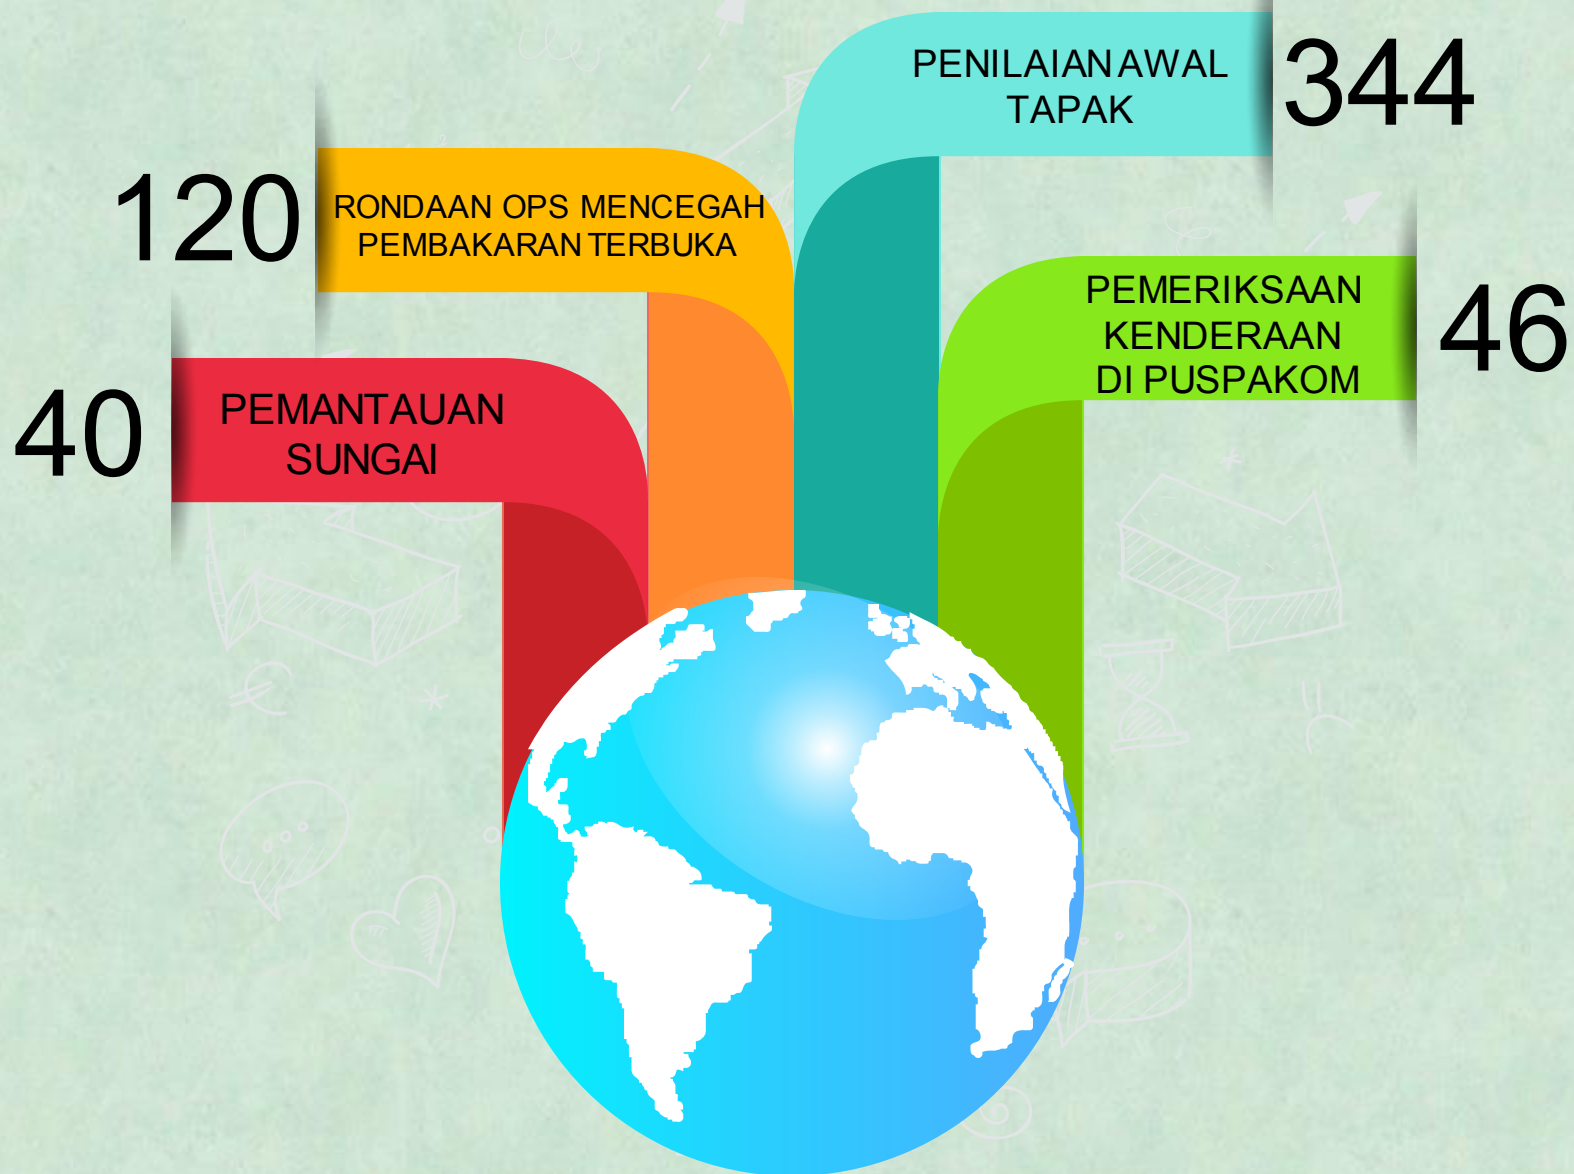 PENILAIAN AWAL
TAPAK
344
120
RONDAAN OPS MENCEGAH
PEMBAKARAN TERBUKA
PEMERIKSAAN
KENDERAAN
DI PUSPAKOM
46
40
PEMANTAUAN
SUNGAI